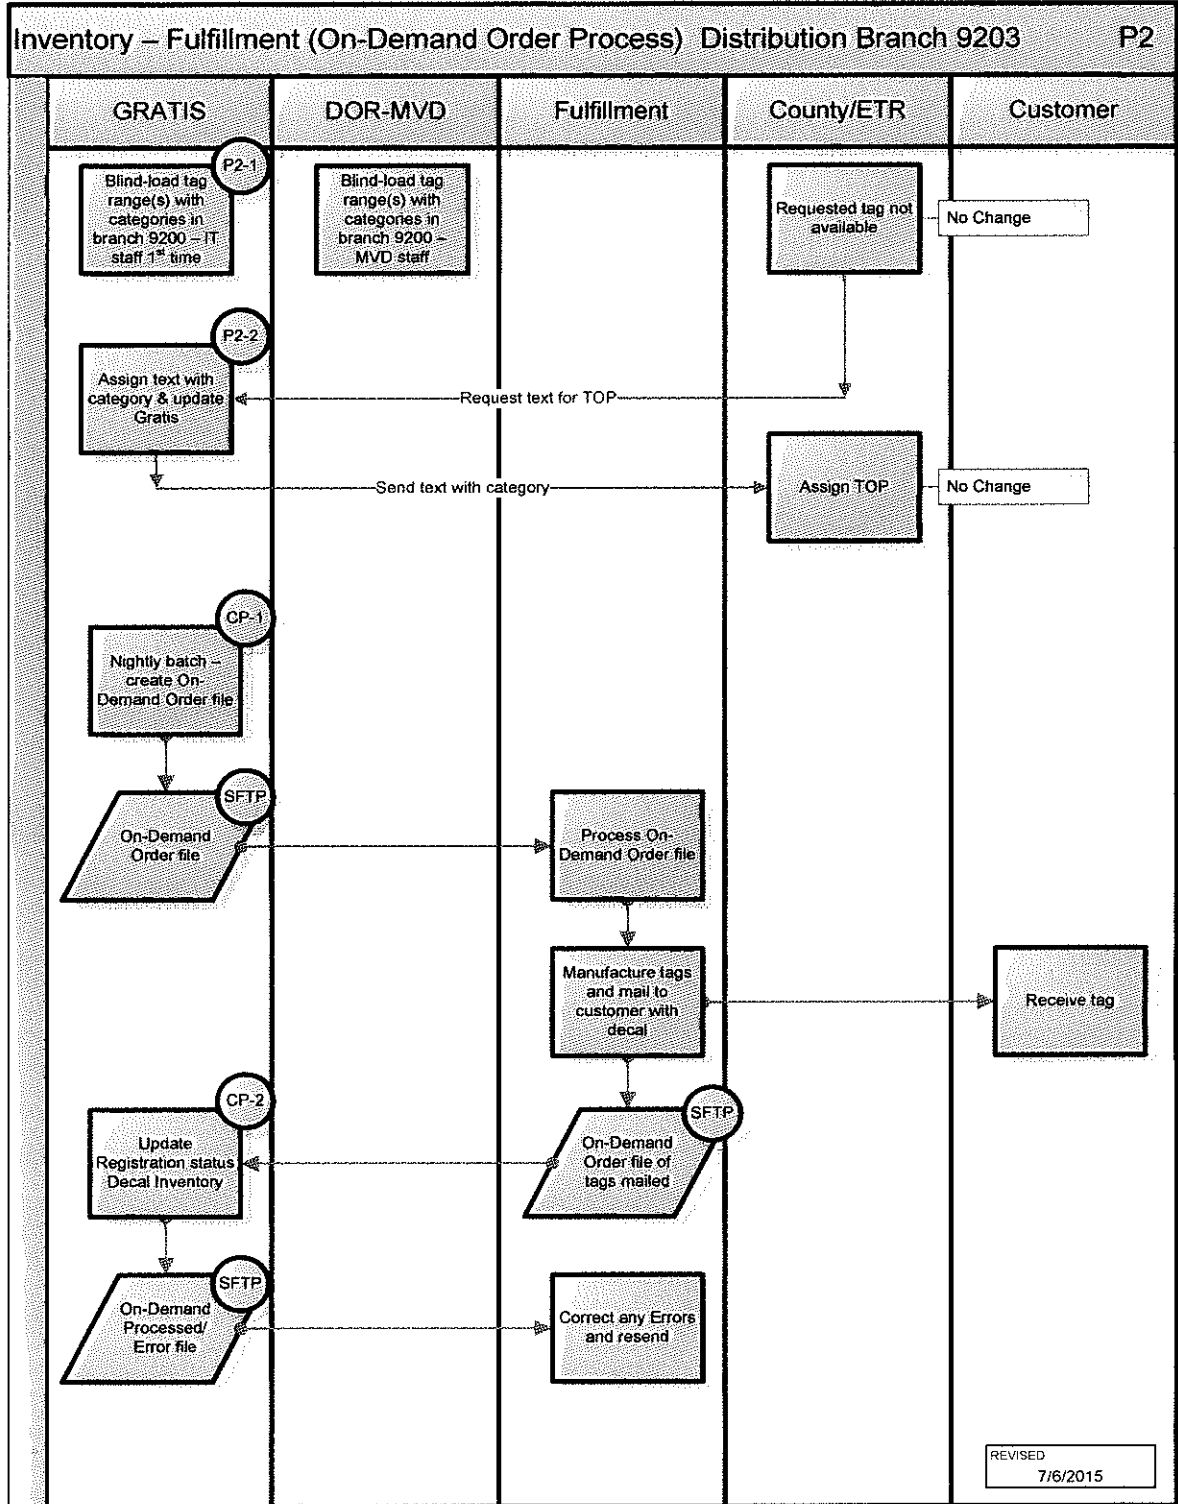 Inventory – Fulfillment (On-Demand Order Process) Distribution Branch 9203 P2
GRATIS
DOR-MVD
Fulfillment
County/ETR
Customer
P2-1
Blind-load tag
range(s) with
categories in
branch 9200 – IT
staff 1st time
Blind-load tag
range(s) with
categories in
branch 9200 –
MVD staff
Requested tag not
available
No Change
P2-2
Assign text with
category & update
Gratis
Request text for TOP
Send text with category
Assign TOP
No Change
CP-1
Nightly batch –
create On-
Demand Order file
SFTP
On-Demand
Order file
Process On-
Demand Order file
Manufacture tags
and mail to
customer with
decal
Receive tag
CP-2
Update
Registration status
Decal Inventory
SFTP
On-Demand
Order file of
tags mailed
SFTP
On-Demand
Processed/
Error file
Correct any Errors
and resend
REVISED
7/6/2015